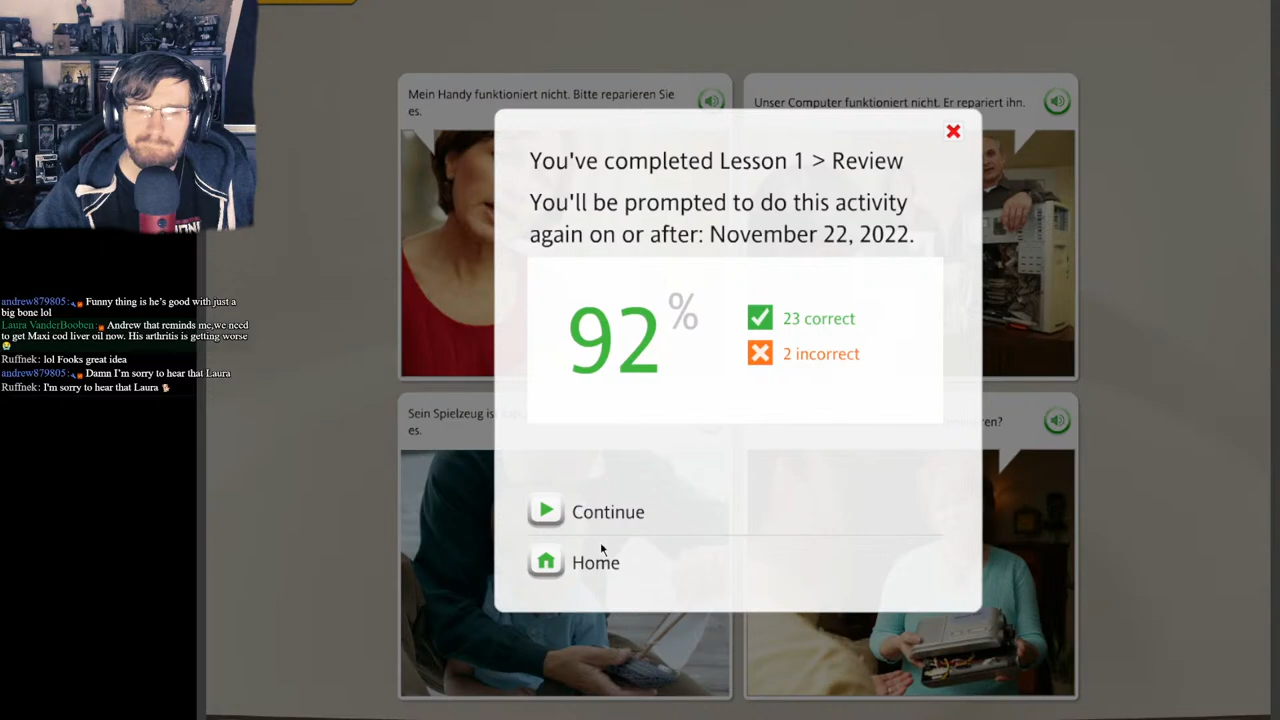 Mein Handy funktioniert nicht. Bitte reparieren Sie
es.
Unser Computer funktioniert nicht. Er repariert ihn.
You've completed Lesson 1 > Review
You'll be prompted to do this activity
again on or after: November 22, 2022.
92%
23 correct
2 incorrect
Sein Spielzeug is
es.
en?
Continue
Home
andrew879805: Funny thing is he's good with just a
big bone lol
Laura VanderBooben: Andrew that reminds me,we need
to get Maxi cod liver oil now. His arthritis is getting worse
Ruffnek: lol Fooks great idea
andrew879805: Damn I'm sorry to hear that Laura
Ruffnek: I'm sorry to hear that Laura